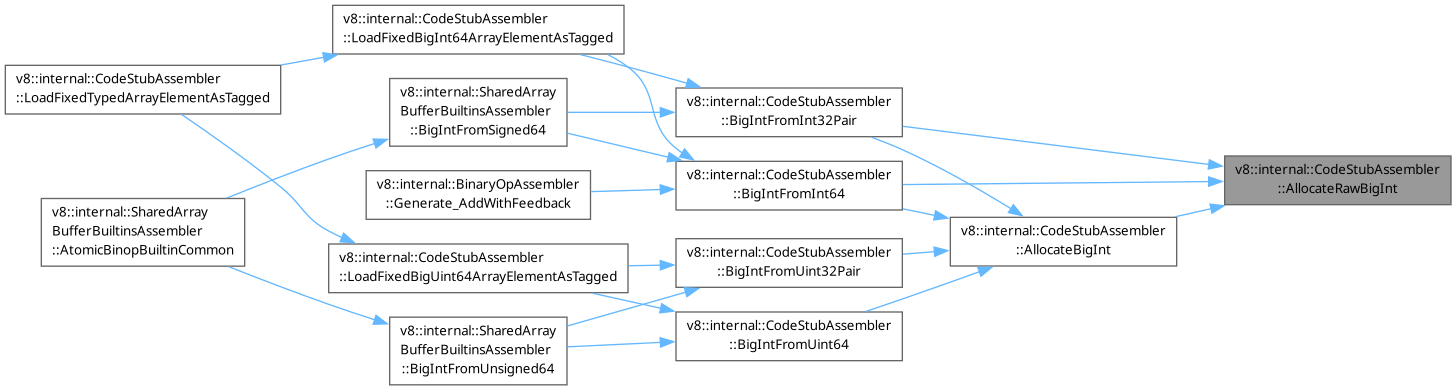 v8::internal::CodeStubAssembler
::LoadFixedBigInt64ArrayElementAsTagged
v8::internal::CodeStubAssembler
::LoadFixedTypedArrayElementAsTagged
v8::internal::SharedArray
BufferBuiltinsAssembler
::BigIntFromSigned64
v8::internal::CodeStubAssembler
::BigIntFromInt32Pair
v8::internal::CodeStubAssembler
::AllocateRawBigInt
v8::internal::BinaryOpAssembler
::Generate_AddWithFeedback
v8::internal::CodeStubAssembler
::BigIntFromInt64
v8::internal::SharedArray
BufferBuiltinsAssembler
::AtomicBinopBuiltinCommon
v8::internal::CodeStubAssembler
::AllocateBigInt
v8::internal::CodeStubAssembler
::LoadFixedBigUint64ArrayElementAsTagged
v8::internal::CodeStubAssembler
::BigIntFromUint32Pair
v8::internal::SharedArray
BufferBuiltinsAssembler
::BigIntFromUnsigned64
v8::internal::CodeStubAssembler
::BigIntFromUint64